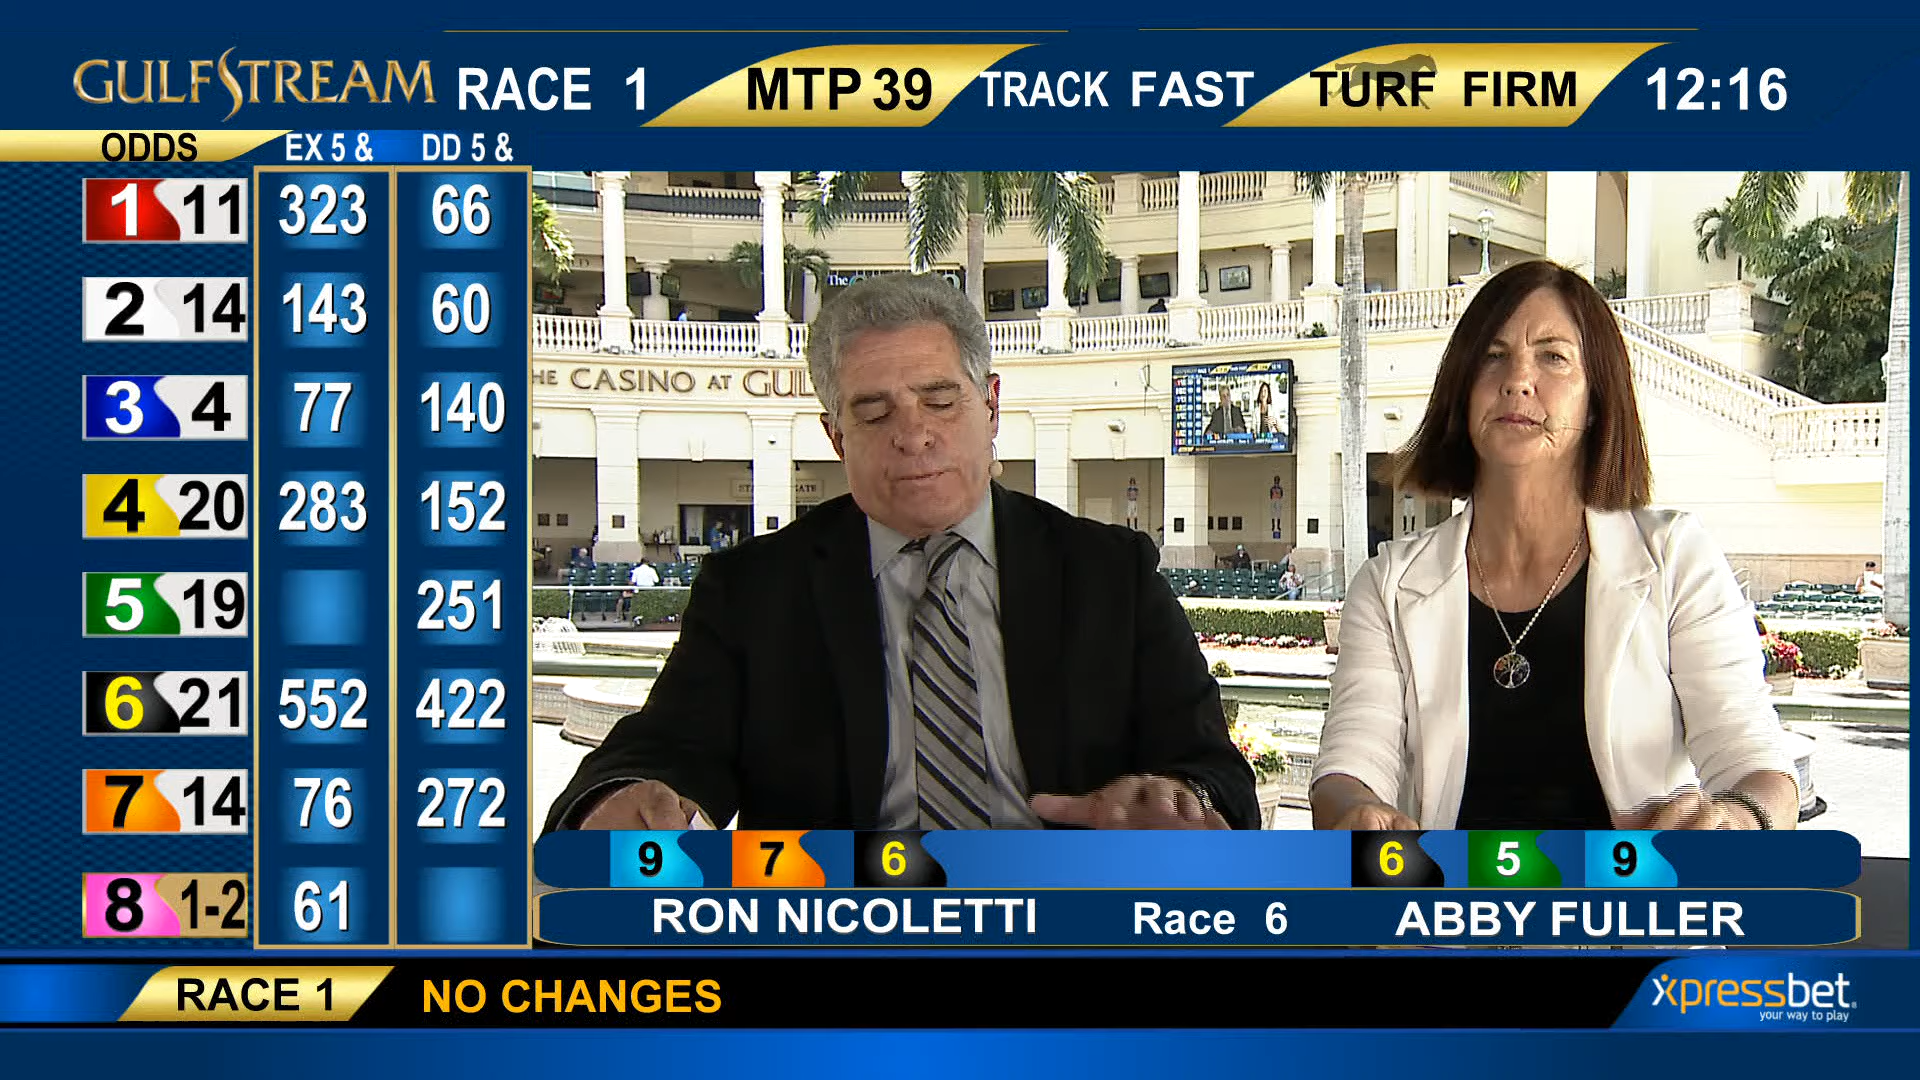 GULFSTREAM RACE 1 MTP 39 TRACK FAST TURF FIRM 12:16
ODDS EX 5 & DD 5 &
1 11 323 66
2 14 143 60
3 4 77 140
4 20 283 152
5 19 251
6 21 552 422
7 14 76 272
8 1-2 61
The
THE CASINO AT GUL
9 7 6 6 5 9
RON NICOLETTI Race 6 ABBY FULLER
RACE 1 NO CHANGES
xpressbet.
your way to play